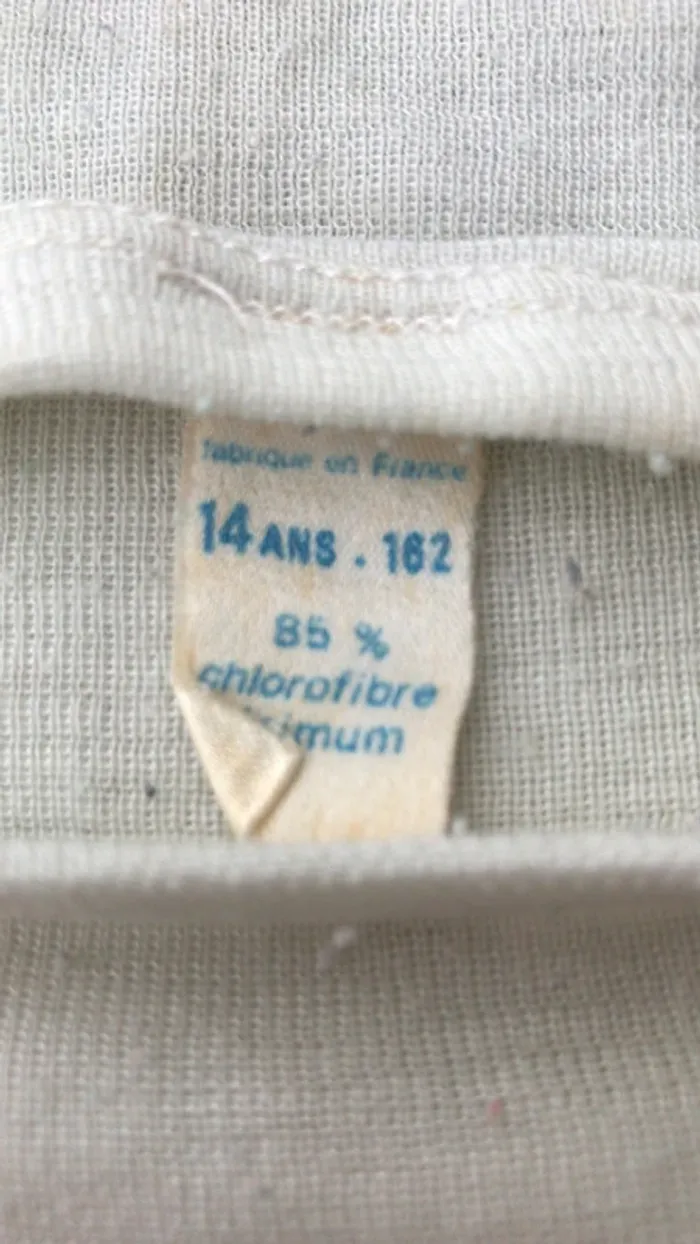 fabriqué en France
14 ANS . 162
85 %
chlorofibre